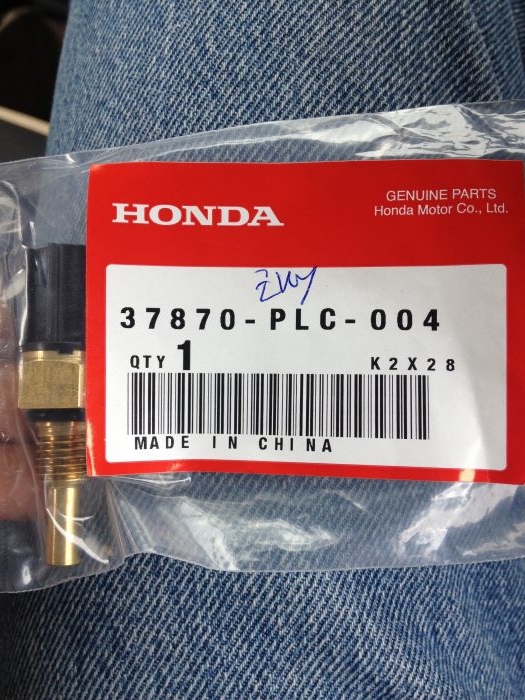 HONDA
GENUINE PARTS
Honda Motor Co., Ltd.
37870-PLC-004
QTY 1 K2X28
MADE IN CHINA